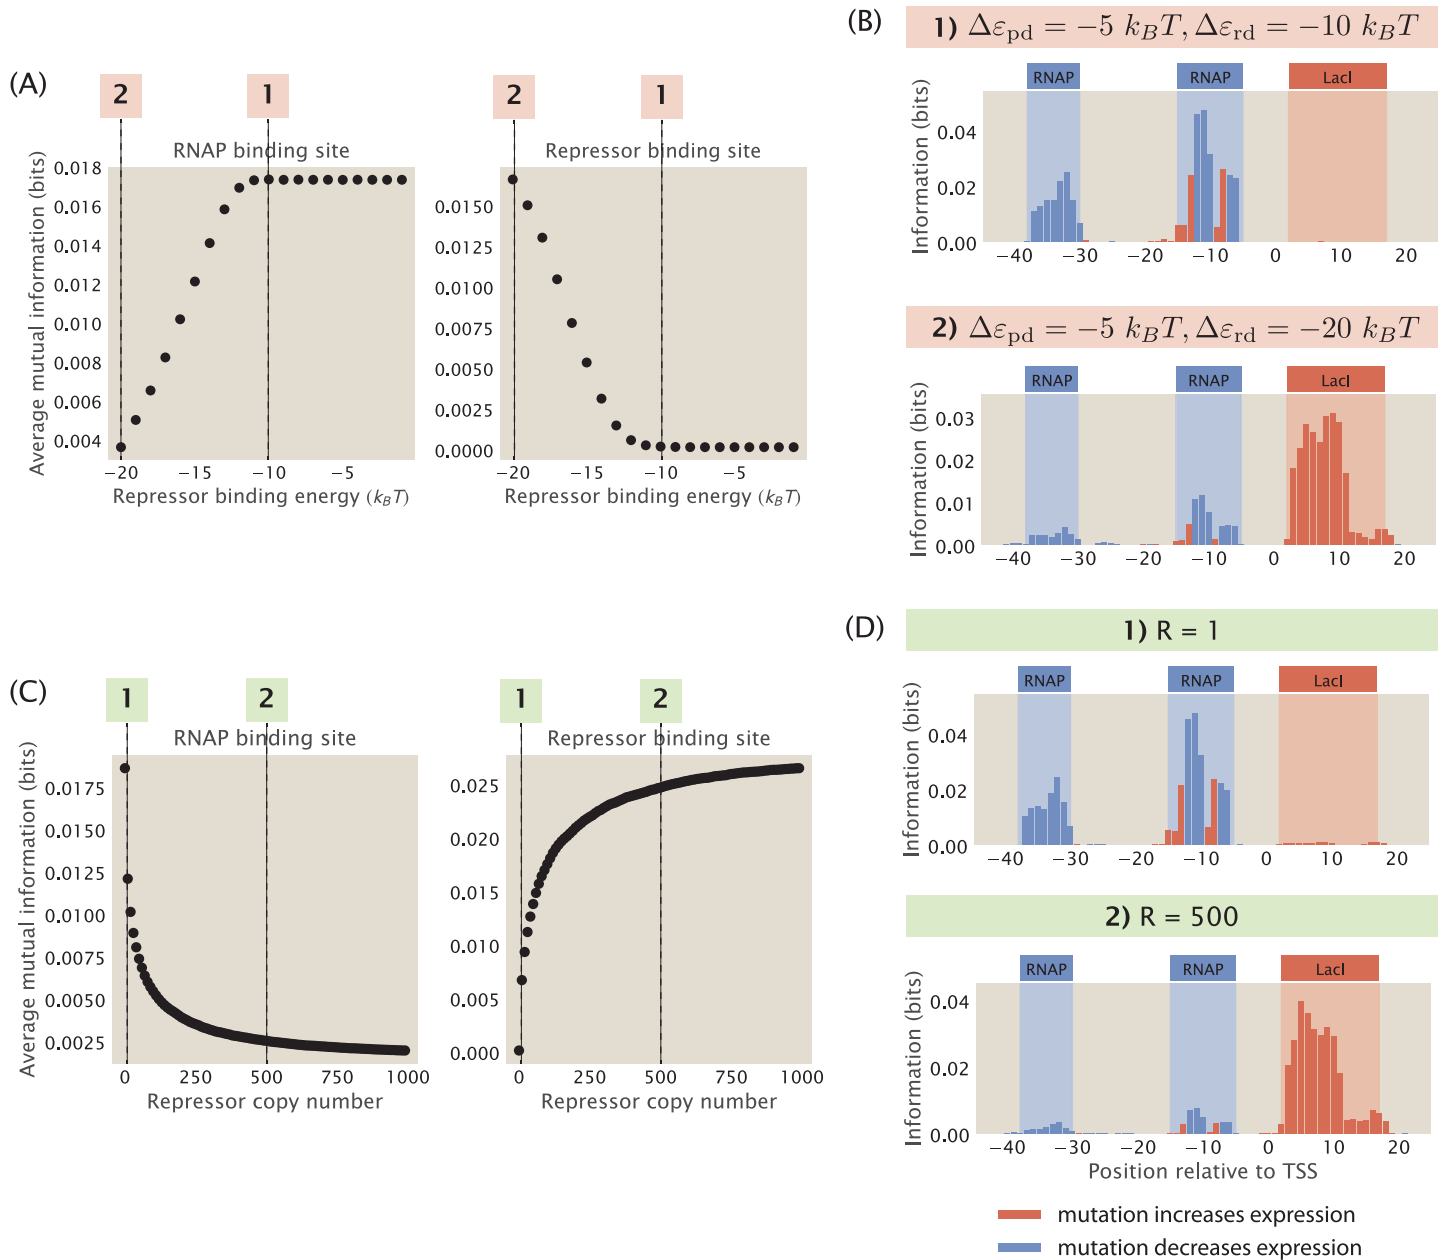 (A)
2
1
2
1
RNAP binding site
Repressor binding site
Average mutual information (bits)
0.018
0.016
0.014
0.012
0.010
0.008
0.006
0.004
−20
−15
−10
−5
Repressor binding energy (k_BT)
0.0150
0.0125
0.0100
0.0075
0.0050
0.0025
0.0000
−20
−15
−10
−5
Repressor binding energy (k_BT)
(B)
1) Δε_pd = −5 k_BT, Δε_rd = −10 k_BT
RNAP
RNAP
LacI
Information (bits)
0.04
0.02
0.00
−40
−30
−20
−10
0
10
20
2) Δε_pd = −5 k_BT, Δε_rd = −20 k_BT
RNAP
RNAP
LacI
Information (bits)
0.03
0.02
0.01
0.00
−40
−30
−20
−10
0
10
20
(C)
1
2
1
2
RNAP binding site
Repressor binding site
Average mutual information (bits)
0.0175
0.0150
0.0125
0.0100
0.0075
0.0050
0.0025
0
250
500
750
1000
Repressor copy number
0.025
0.020
0.015
0.010
0.005
0.000
0
250
500
750
1000
Repressor copy number
(D)
1) R = 1
RNAP
RNAP
LacI
Information (bits)
0.04
0.02
0.00
−40
−30
−20
−10
0
10
20
2) R = 500
RNAP
RNAP
LacI
Information (bits)
0.04
0.02
0.00
−40
−30
−20
−10
0
10
20
Position relative to TSS
mutation increases expression
mutation decreases expression